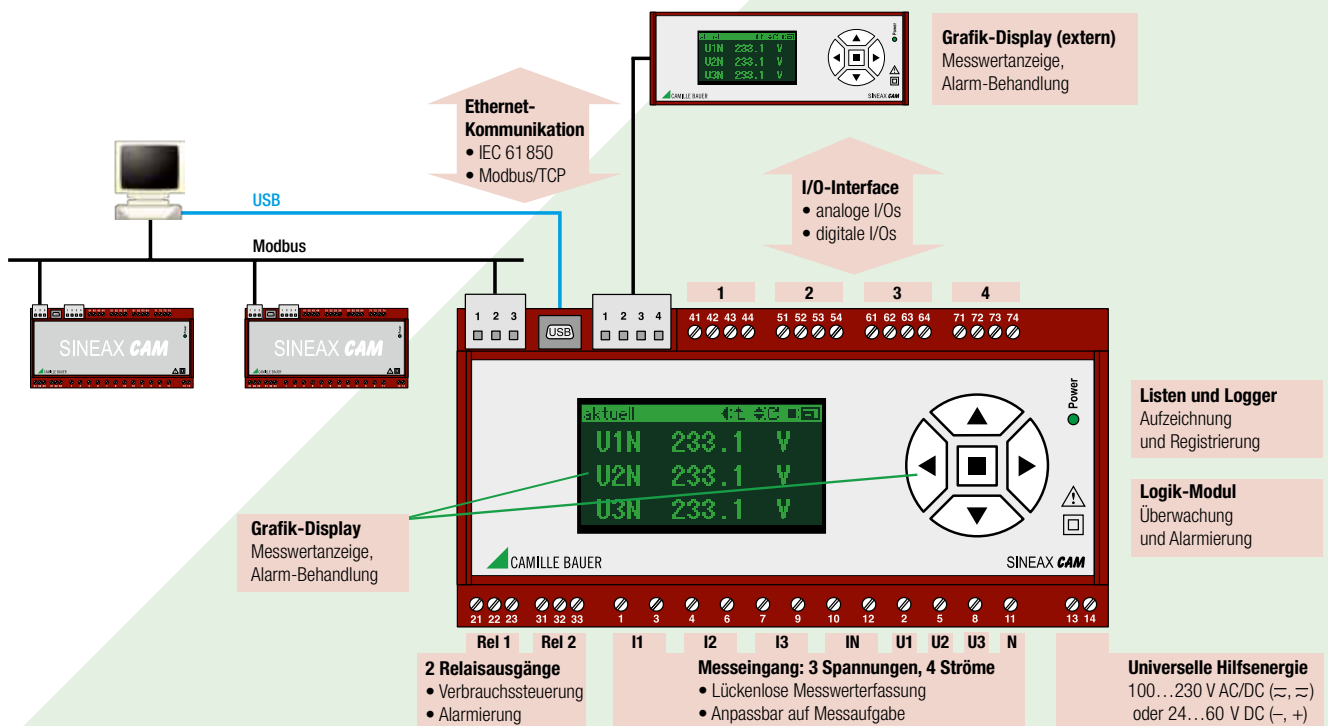 Grafik-Display (extern)
Messwertanzeige,
Alarm-Behandlung
U1N 233.1 V
U2N 233.1 V
U3N 233.1 V
Power
CAMILLE BAUER
SINEAX CAM
Ethernet-
Kommunikation
• IEC 61 850
• Modbus/TCP
I/O-Interface
• analoge I/Os
• digitale I/Os
USB
Modbus
SINEAX CAM
CAMILLE BAUER
SINEAX CAM
CAMILLE BAUER
1 2 3 4
1 2 3
USB
1 2 3 4
41 42 43 44
51 52 53 54
61 62 63 64
71 72 73 74
aktuell
U1N 233.1 V
U2N 233.1 V
U3N 233.1 V
Power
CAMILLE BAUER
SINEAX CAM
Listen und Logger
Aufzeichnung
und Registrierung
Logik-Modul
Überwachung
und Alarmierung
Grafik-Display
Messwertanzeige,
Alarm-Behandlung
21 22 23 31 32 33 1 3 4 6 7 9 10 12 2 5 8 11 13 14
Rel 1 Rel 2 I1 I2 I3 IN U1 U2 U3 N
2 Relaisausgänge
• Verbrauchssteuerung
• Alarmierung
Messeingang: 3 Spannungen, 4 Ströme
• Lückenlose Messwerterfassung
• Anpassbar auf Messaufgabe
Universelle Hilfsenergie
100…230 V AC/DC (⎓, ⎓)
oder 24…60 V DC (–, +)